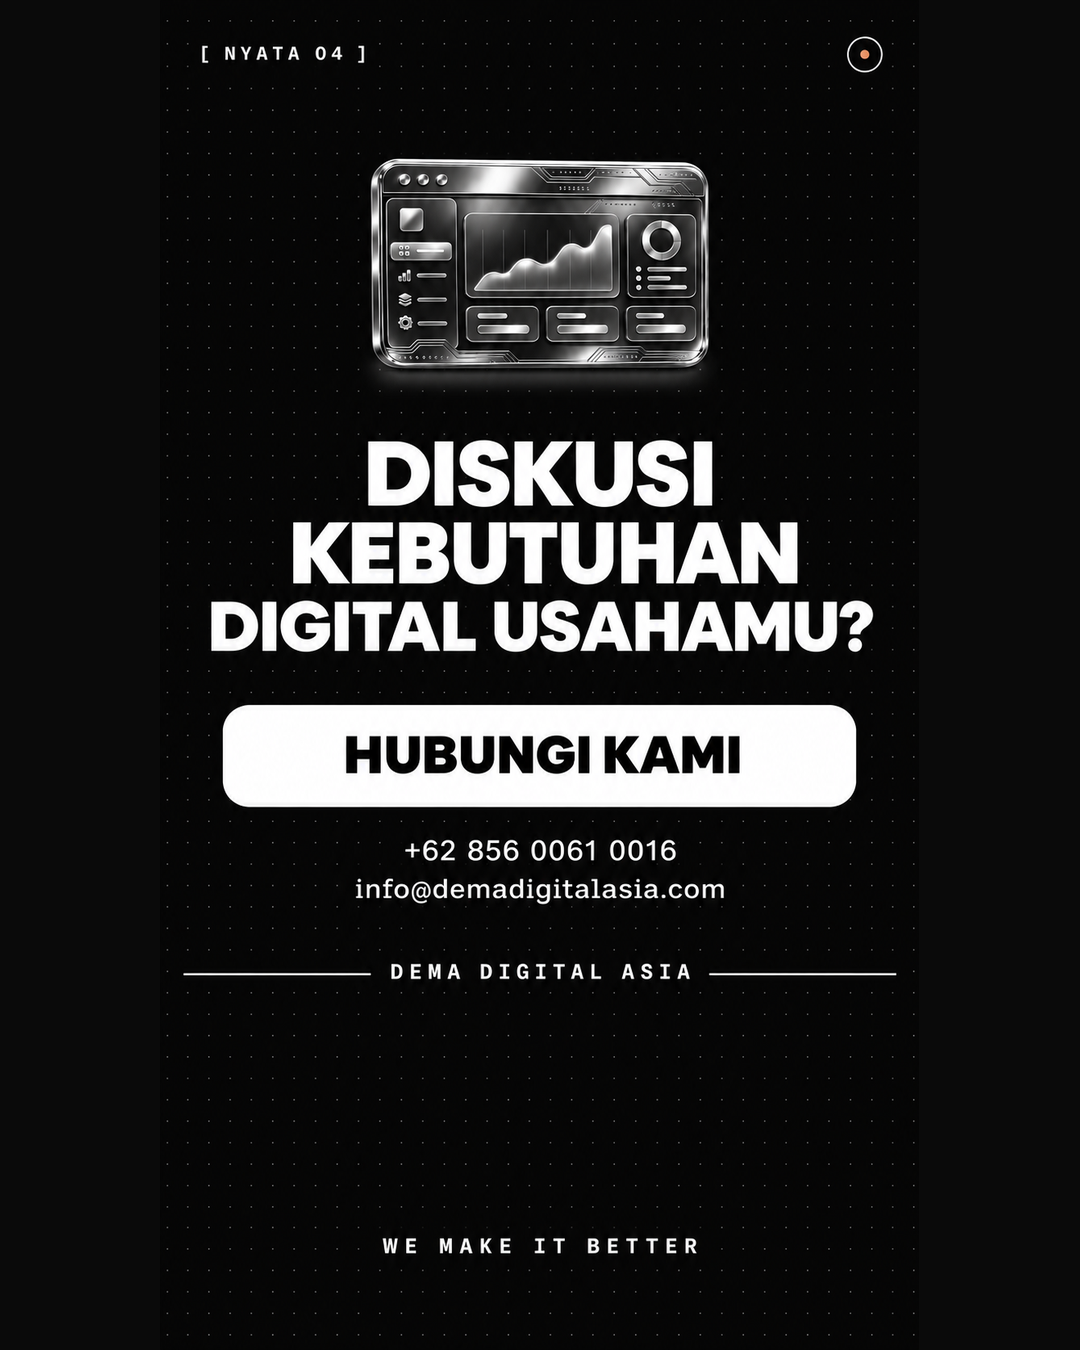 [ NYATA 04 ]
DISKUSI
KEBUTUHAN
DIGITAL USAHAMU?
HUBUNGI KAMI
+62 856 0061 0016
info@demadigitalasia.com
DEMA DIGITAL ASIA
WE MAKE IT BETTER